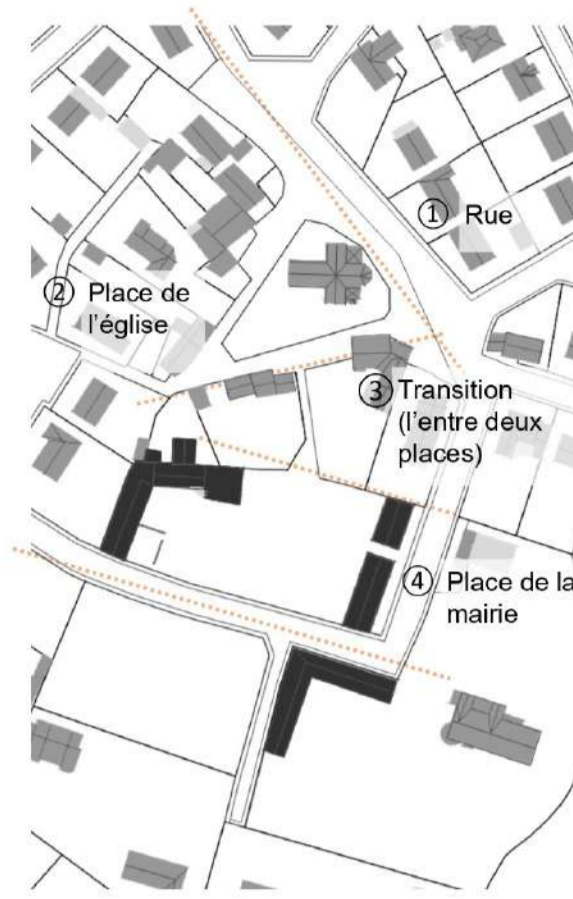 ① Rue
② Place de
l'église
③ Transition
(l'entre deux
places)
④ Place de la
mairie